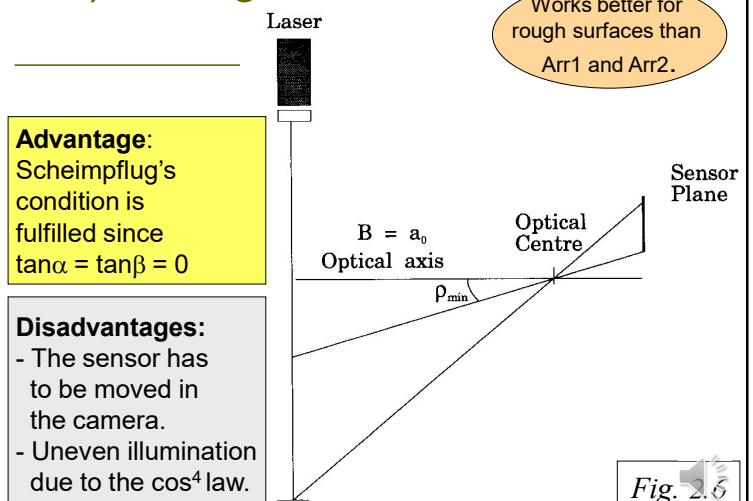 Works better for
rough surfaces than
Arr1 and Arr2.
Laser
Advantage:
Scheimpflug's
condition is
fulfilled since
tanα = tanβ = 0
Sensor
Plane
B = a₀
Optical axis
Optical
Centre
ρmin
Disadvantages:
- The sensor has
to be moved in
the camera.
- Uneven illumination
due to the cos⁴ law.
Fig. 2.6